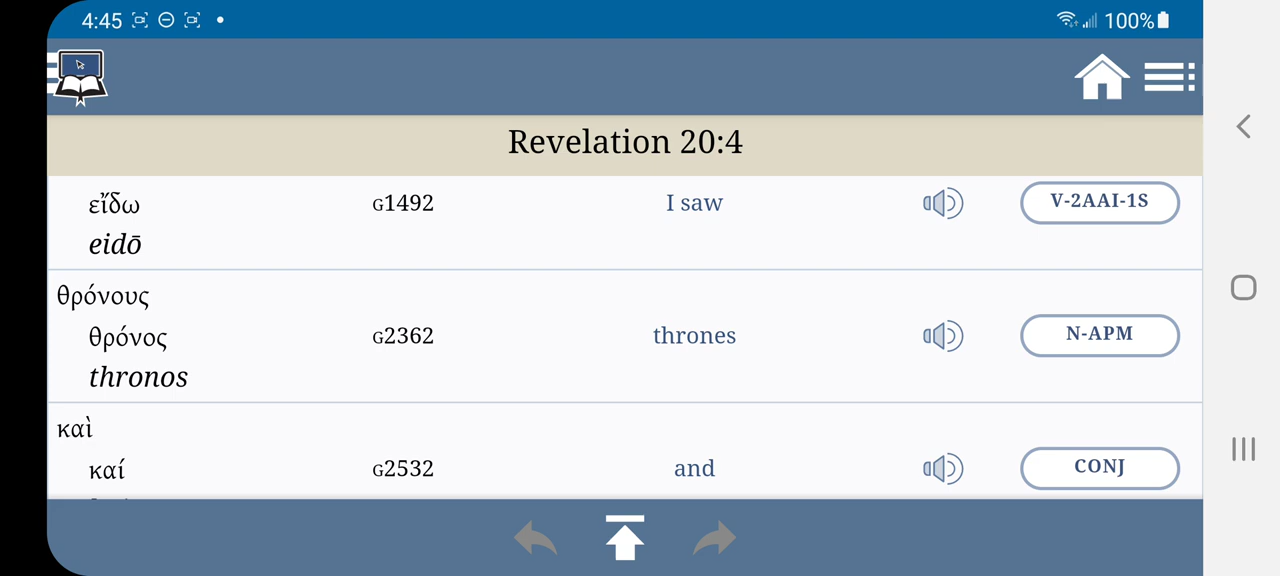 4:45 100%
Revelation 20:4
εἴδω G1492 I saw V-2AAI-1S
eidō
θρόνους
θρόνος G2362 thrones N-APM
thronos
καὶ
καί G2532 and CONJ